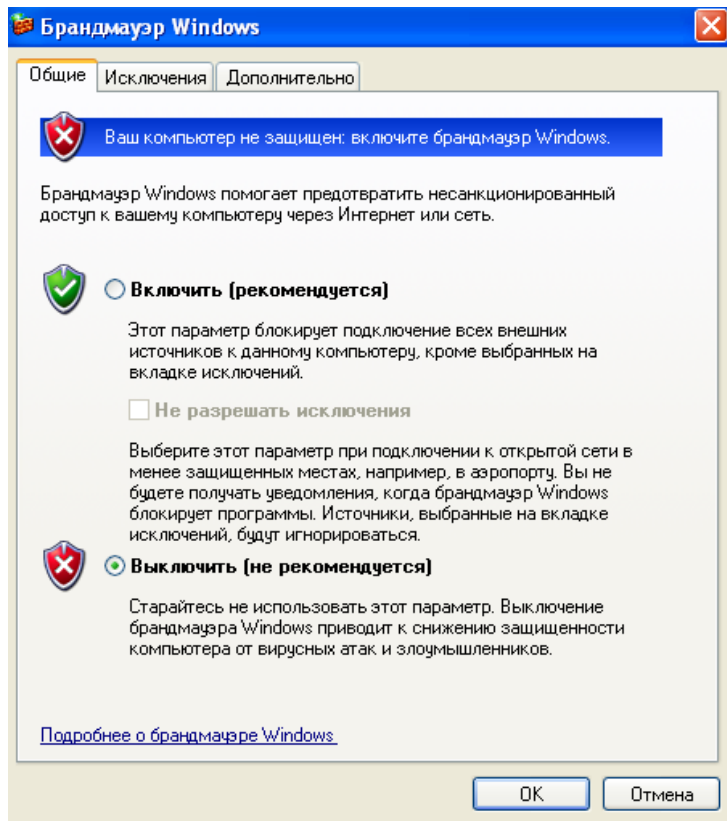 Брандмауэр Windows
Общие Исключения Дополнительно
Ваш компьютер не защищен: включите брандмауэр Windows.
Брандмауэр Windows помогает предотвратить несанкционированный
доступ к вашему компьютеру через Интернет или сеть.
Включить (рекомендуется)
Этот параметр блокирует подключение всех внешних
источников к данному компьютеру, кроме выбранных на
вкладке исключений.
Не разрешать исключения
Выберите этот параметр при подключении к открытой сети в
менее защищенных местах, например, в аэропорту. Вы не
будете получать уведомления, когда брандмауэр Windows
блокирует программы. Источники, выбранные на вкладке
исключений, будут игнорироваться.
Выключить (не рекомендуется)
Старайтесь не использовать этот параметр. Выключение
брандмауэра Windows приводит к снижению защищенности
компьютера от вирусных атак и злоумышленников.
Подробнее о брандмауэре Windows
OK Отмена